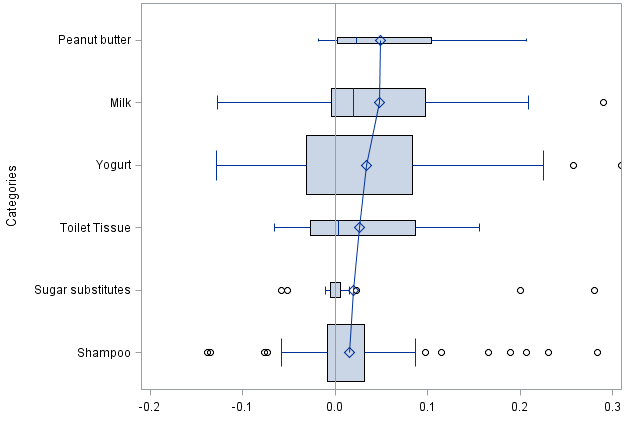 Categories
Peanut butter
Milk
Yogurt
Toilet Tissue
Sugar substitutes
Shampoo
-0.2 -0.1 0.0 0.1 0.2 0.3